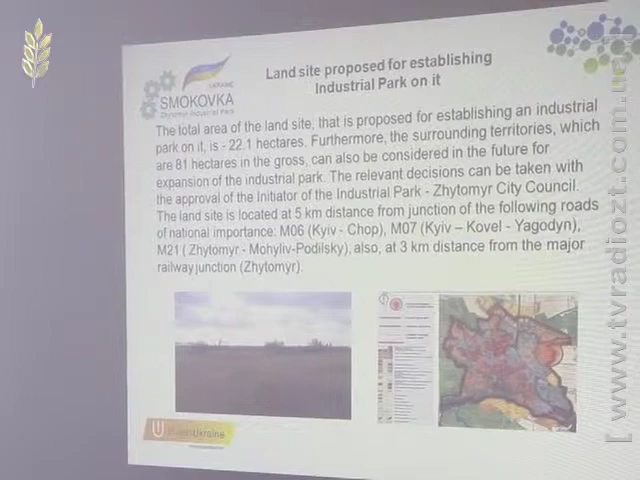 Land site proposed for establishing
Industrial Park on it
UKRAINE
SMOKOVKA
Zhytomyr Industrial Park
The total area of the land site, that is proposed for establishing an industrial
park on it, is - 22.1 hectares. Furthermore, the surrounding territories, which
are 81 hectares in the gross, can also be considered in the future for
expansion of the industrial park. The relevant decisions can be taken with
the approval of the Initiator of the Industrial Park - Zhytomyr City Council.
The land site is located at 5 km distance from junction of the following roads
of national importance: M06 (Kyiv - Chop), M07 (Kyiv – Kovel - Yagodyn),
M21 ( Zhytomyr - Mohyliv-Podilsky), also, at 3 km distance from the major
railway junction (Zhytomyr).
Ukraine
[ www.tvradiozt.com.ua